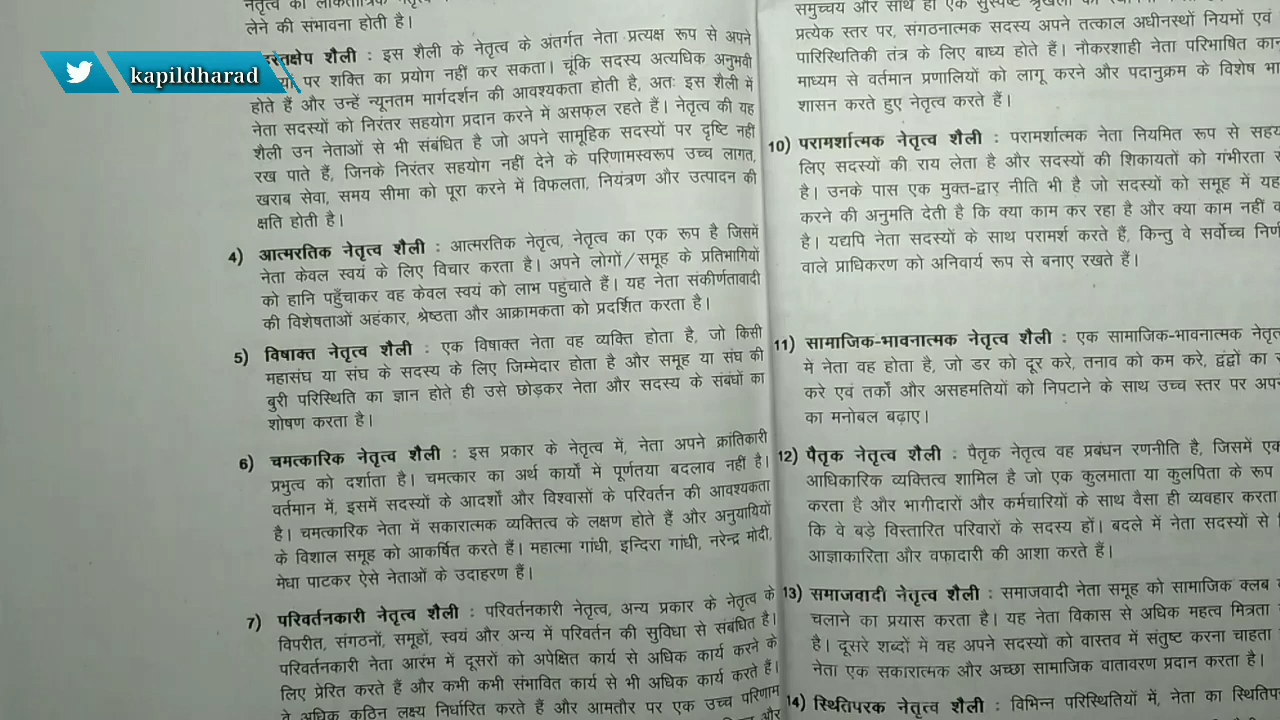 kapildharad
लेने की संभावना होती है।
शैली : इस शैली के नेतृत्व के अंतर्गत नेता प्रत्यक्ष रूप से अपने
पर शक्ति का प्रयोग नहीं कर सकता। चूंकि सदस्य अत्यधिक अनुभवी
होते हैं और उन्हें न्यूनतम मार्गदर्शन की आवश्यकता होती है, अतः इस शैली में
नेता सदस्यों को निरंतर सहयोग प्रदान करने में असफल रहते हैं। नेतृत्व की यह
शैली उन नेताओं से भी संबंधित है जो अपने सामूहिक सदस्यों पर दृष्टि नहीं
रख पाते हैं, जिनके निरंतर सहयोग नहीं देने के परिणामस्वरूप उच्च लागत,
खराब सेवा, समय सीमा को पूरा करने में विफलता, नियंत्रण और उत्पादन की
क्षति होती है।
4) आत्मरतिक नेतृत्व शैली : आत्मरतिक नेतृत्व, नेतृत्व का एक रूप है जिसमें
नेता केवल स्वयं के लिए विचार करता है। अपने लोगों/समूह के प्रतिभागियों
को हानि पहुँचाकर वह केवल स्वयं को लाभ पहुंचाते हैं। यह नेता संकीर्णतावादी
की विशेषताओं अहंकार, श्रेष्ठता और आक्रामकता को प्रदर्शित करता है।
5) विषाक्त नेतृत्व शैली : एक विषाक्त नेता वह व्यक्ति होता है, जो किसी
महासंघ या संघ के सदस्य के लिए जिम्मेदार होता है और समूह या संघ की
बुरी परिस्थिति का ज्ञान होते ही उसे छोड़कर नेता और सदस्य के संबंधों का
शोषण करता है।
6) चमत्कारिक नेतृत्व शैली : इस प्रकार के नेतृत्व में, नेता अपने क्रांतिकारी
प्रभुत्व को दर्शाता है। चमत्कार का अर्थ कार्यों में पूर्णतया बदलाव नहीं है।
वर्तमान में, इसमें सदस्यों के आदर्शों और विश्वासों के परिवर्तन की आवश्यकता
है। चमत्कारिक नेता में सकारात्मक व्यक्तित्व के लक्षण होते हैं और अनुयायियों
के विशाल समूह को आकर्षित करते हैं। महात्मा गांधी, इन्दिरा गांधी, नरेन्द्र मोदी,
मेधा पाटकर ऐसे नेताओं के उदाहरण हैं।
7) परिवर्तनकारी नेतृत्व शैली : परिवर्तनकारी नेतृत्व, अन्य प्रकार के नेतृत्व के
विपरीत, संगठनों, समूहों, स्वयं और अन्य में परिवर्तन की सुविधा से संबंधित है।
परिवर्तनकारी नेता आरंभ में दूसरों को अपेक्षित कार्य से अधिक कार्य करने के
लिए प्रेरित करते हैं और कभी कभी संभावित कार्य से भी अधिक कार्य करते हैं।
वे अधिक कठिन लक्ष्य निर्धारित करते हैं और आमतौर पर एक उच्च परिणाम
समुच्चय और साथ ही एक सुस्पष्ट
प्रत्येक स्तर पर, संगठनात्मक सदस्य अपने तत्काल अधीनस्थों नियमों एवं
पारिस्थितिकी तंत्र के लिए बाध्य होते हैं। नौकरशाही नेता परिभाषित
माध्यम से वर्तमान प्रणालियों को लागू करने और पदानुक्रम के विशेष
शासन करते हुए नेतृत्व करते हैं।
10) परामर्शात्मक नेतृत्व शैली : परामर्शात्मक नेता नियमित रूप से
लिए सदस्यों की राय लेता है और सदस्यों की शिकायतों को गंभीरता
है। उनके पास एक मुक्त-द्वार नीति भी है जो सदस्यों को समूह में यह
करने की अनुमति देती है कि क्या काम कर रहा है और क्या काम नहीं
है। यद्यपि नेता सदस्यों के साथ परामर्श करते हैं, किन्तु वे सर्वोच्च
वाले प्राधिकरण को अनिवार्य रूप से बनाए रखते हैं।
11) सामाजिक-भावनात्मक नेतृत्व शैली : एक सामाजिक-भावनात्मक
में नेता वह होता है, जो डर को दूर करे, तनाव को कम करे, द्वंद्वों का
करे एवं तर्कों और असहमतियों को निपटाने के साथ उच्च स्तर पर
का मनोबल बढ़ाए।
12) पैतृक नेतृत्व शैली : पैतृक नेतृत्व वह प्रबंधन रणनीति है, जिसमें
आधिकारिक व्यक्तित्व शामिल है जो एक कुलमाता या कुलपिता के रूप
करता है और भागीदारों और कर्मचारियों के साथ वैसा ही व्यवहार करता
कि वे बड़े विस्तारित परिवारों के सदस्य हों। बदले में नेता सदस्यों से
आज्ञाकारिता और वफादारी की आशा करते हैं।
13) समाजवादी नेतृत्व शैली : समाजवादी नेता समूह को सामाजिक क्लब
चलाने का प्रयास करता है। यह नेता विकास से अधिक महत्व मित्रता
है। दूसरे शब्दों में वह अपने सदस्यों को वास्तव में संतुष्ट करना चाहता
नेता एक सकारात्मक और अच्छा सामाजिक वातावरण प्रदान करता है।
14) स्थितिपरक नेतृत्व शैली : विभिन्न परिस्थितियों में, नेता का